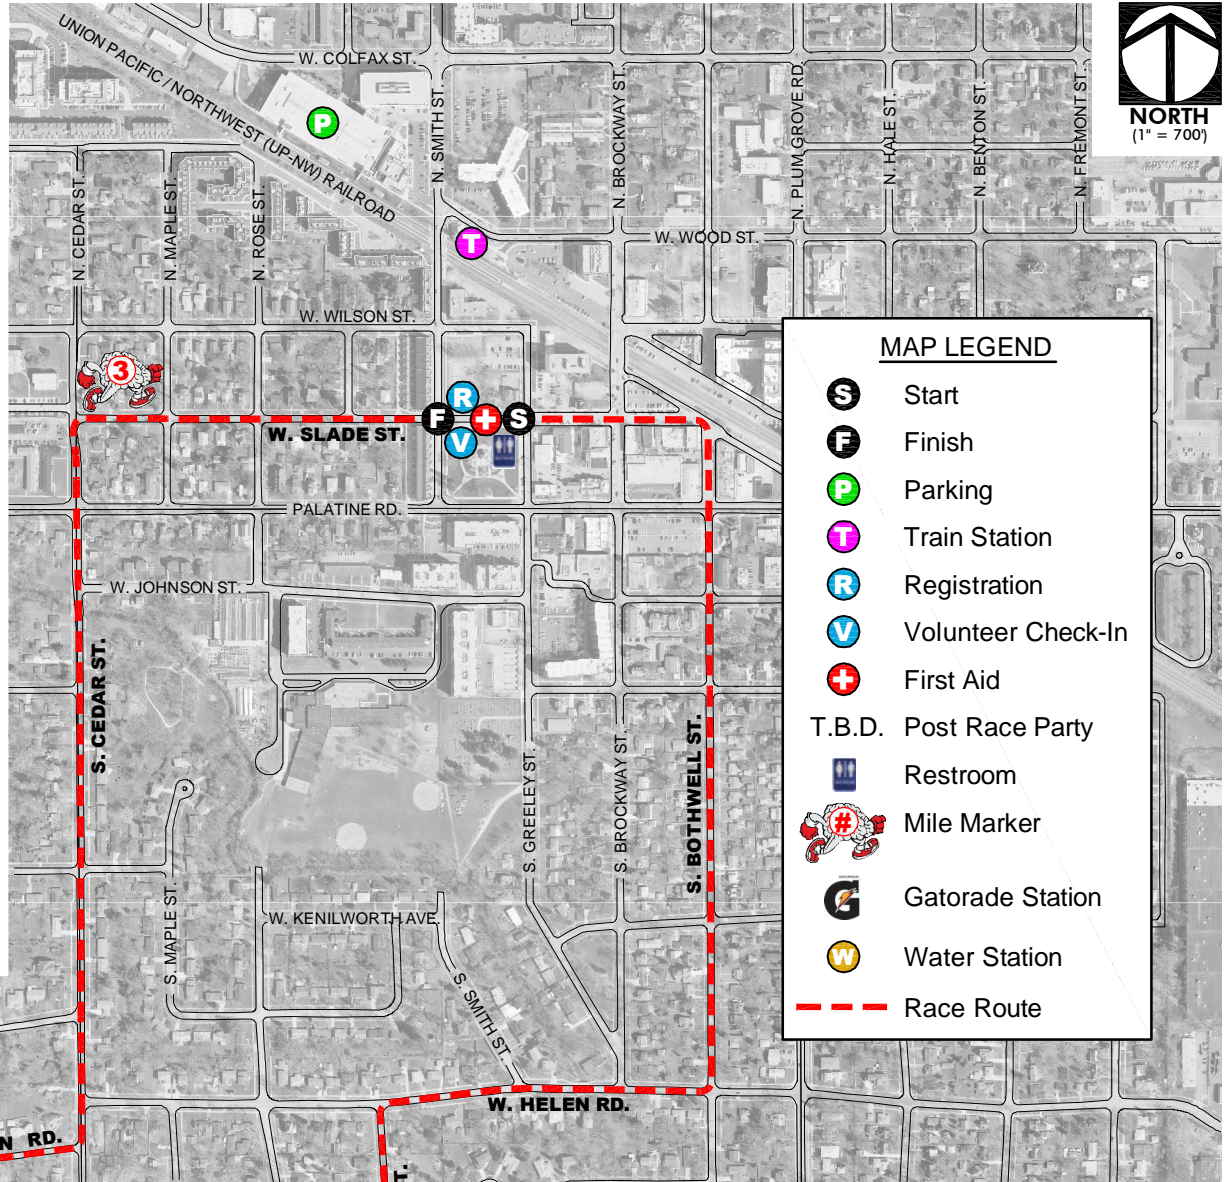 UNION PACIFIC / NORTHWEST (UP-NW) RAILROAD
W. COLFAX ST.
P
N. SMITH ST.
N. BROCKWAY ST.
N. PLUM GROVE RD.
N. HALE ST.
N. BENTON ST.
N. FREMONT ST.
NORTH
(1" = 700')
N. CEDAR ST.
N. MAPLE ST.
N. ROSE ST.
T
W. WOOD ST.
W. WILSON ST.
3
R
F
S
V
W. SLADE ST.
PALATINE RD.
W. JOHNSON ST.
S. CEDAR ST.
S. MAPLE ST.
W. KENILWORTH AVE.
S. SMITH ST.
S. GREELEY ST.
S. BROCKWAY ST.
S. BOTHWELL ST.
W. HELEN RD.
N RD.
T.
MAP LEGEND
S Start
F Finish
P Parking
T Train Station
R Registration
V Volunteer Check-In
First Aid
T.B.D. Post Race Party
Restroom
# Mile Marker
G Gatorade Station
W Water Station
Race Route